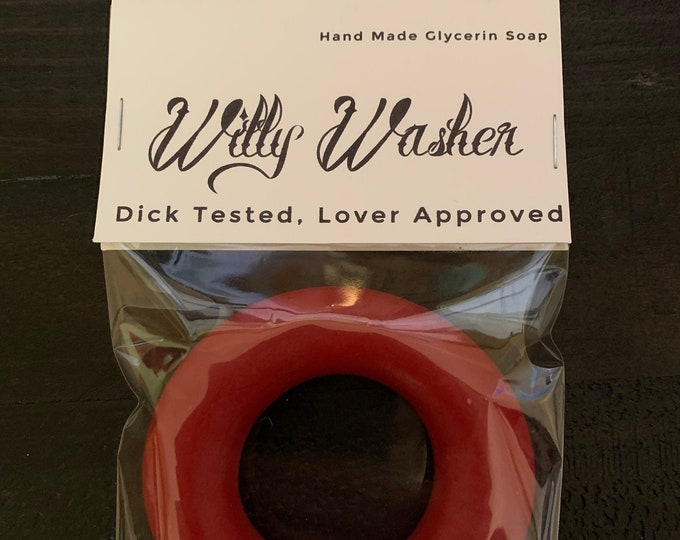 Hand Made Glycerin Soap
Willy Washer
Dick Tested, Lover Approved